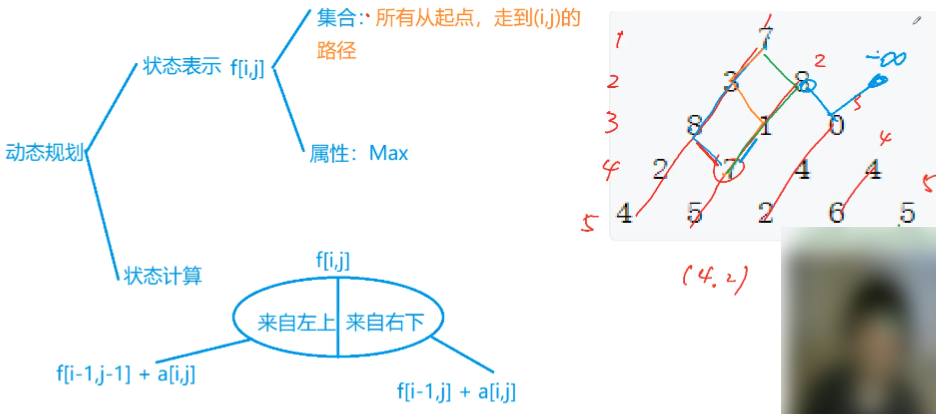 集合：所有从起点，走到(i,j)的
路径
状态表示 f[i,j]
动态规划
属性：Max
状态计算
f[i,j]
来自左上 来自右下
f[i-1,j-1] + a[i,j]
f[i-1,j] + a[i,j]
1
1 7
2 3 8 2 -∞
3 8 1 0 3
4 2 7 4 4 4
5 4 5 2 6 5 5
(4.2)